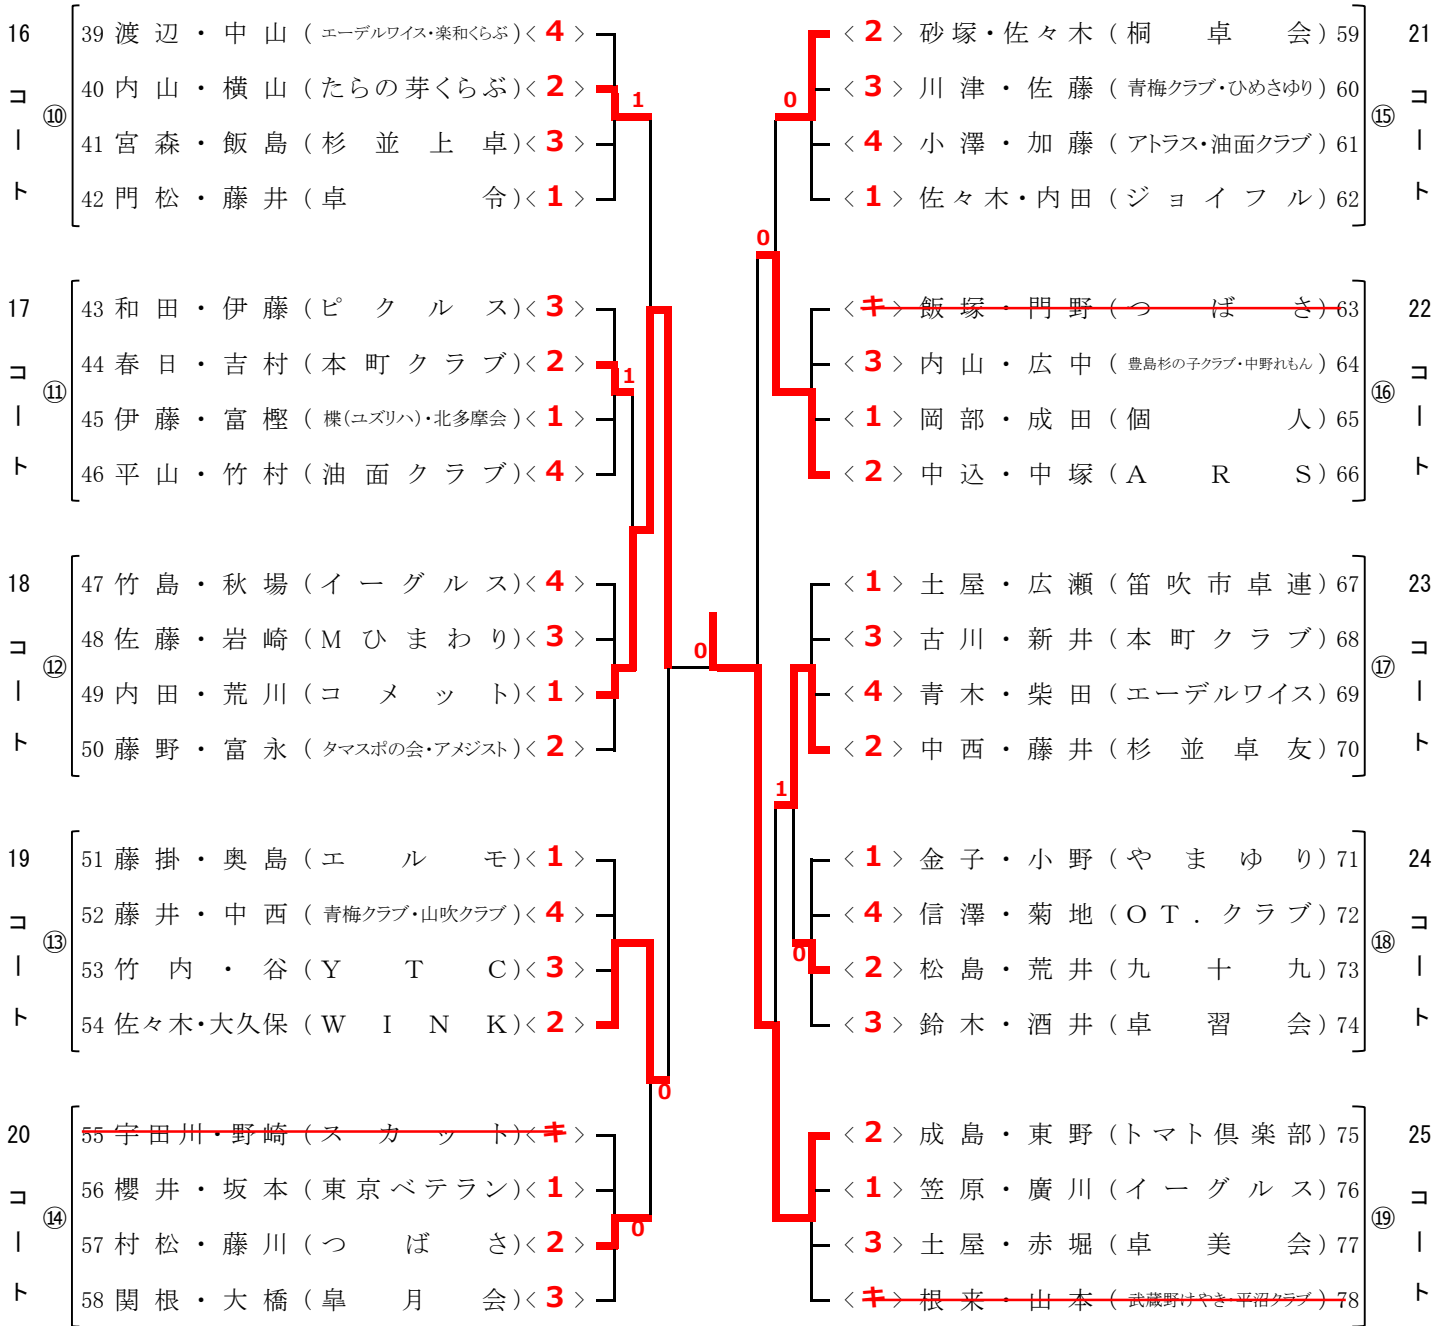 16 コート ⑩
39 渡辺・中山 (エーデルワイス・楽和くらぶ) < 4 >
40 内山・横山 (たらの芽くらぶ) < 2 >
1
41 宮森・飯島 (杉並上卓) < 3 >
42 門松・藤井 (卓令) < 1 >
17 コート ⑪
43 和田・伊藤 (ピクルス) < 3 >
44 春日・吉村 (本町クラブ) < 2 >
1
45 伊藤・富樫 (楪(ユズリハ)・北多摩会) < 1 >
46 平山・竹村 (油面クラブ) < 4 >
18 コート ⑫
47 竹島・秋場 (イーグルス) < 4 >
48 佐藤・岩崎 (Mひまわり) < 3 >
49 内田・荒川 (コメット) < 1 >
50 藤野・富永 (タマスポの会・アメジスト) < 2 >
19 コート ⑬
51 藤掛・奥島 (エルモ) < 1 >
52 藤井・中西 (青梅クラブ・山吹クラブ) < 4 >
53 竹内・谷 (YTC) < 3 >
54 佐々木・大久保 (WINK) < 2 >
0
20 コート ⑭
55 宇田川・野崎 (スカット) < キ >
56 櫻井・坂本 (東京ベテラン) < 1 >
0
57 村松・藤川 (つばさ) < 2 >
58 関根・大橋 (皐月会) < 3 >
0
< 2 > 砂塚・佐々木 (桐卓会) 59
< 3 > 川津・佐藤 (青梅クラブ・ひめさゆり) 60
0
< 4 > 小澤・加藤 (アトラス・油面クラブ) 61
< 1 > 佐々木・内田 (ジョイフル) 62
21 コート ⑮
0
< キ > 飯塚・門野 (つばさ) 63
< 3 > 内山・広中 (豊島杉の子クラブ・中野れもん) 64
< 1 > 岡部・成田 (個人) 65
< 2 > 中込・中塚 (ARS) 66
22 コート ⑯
< 1 > 土屋・広瀬 (笛吹市卓連) 67
< 3 > 古川・新井 (本町クラブ) 68
< 4 > 青木・柴田 (エーデルワイス) 69
< 2 > 中西・藤井 (杉並卓友) 70
23 コート ⑰
1
< 1 > 金子・小野 (やまゆり) 71
< 4 > 信澤・菊地 (OT.クラブ) 72
0
< 2 > 松島・荒井 (九十九) 73
< 3 > 鈴木・酒井 (卓習会) 74
24 コート ⑱
< 2 > 成島・東野 (トマト倶楽部) 75
< 1 > 笠原・廣川 (イーグルス) 76
< 3 > 土屋・赤堀 (卓美会) 77
< キ > 根来・山本 (武蔵野けやき・平沼クラブ) 78
25 コート ⑲